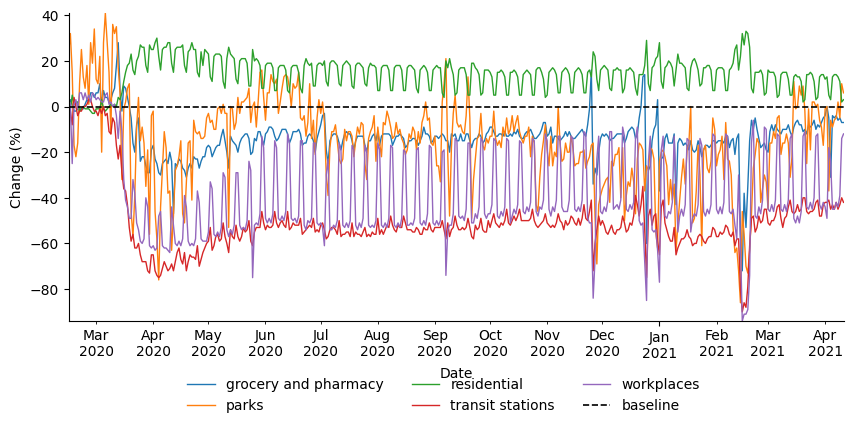 40
20
0
−20
−40
−60
−80
Change (%)
Mar Apr May Jun Jul Aug Sep Oct Nov Dec Jan Feb Mar Apr
2020 2020 2020 2020 2020 2020 2020 2020 2020 2020 2021 2021 2021 2021
Date
grocery and pharmacy residential workplaces
parks transit stations baseline